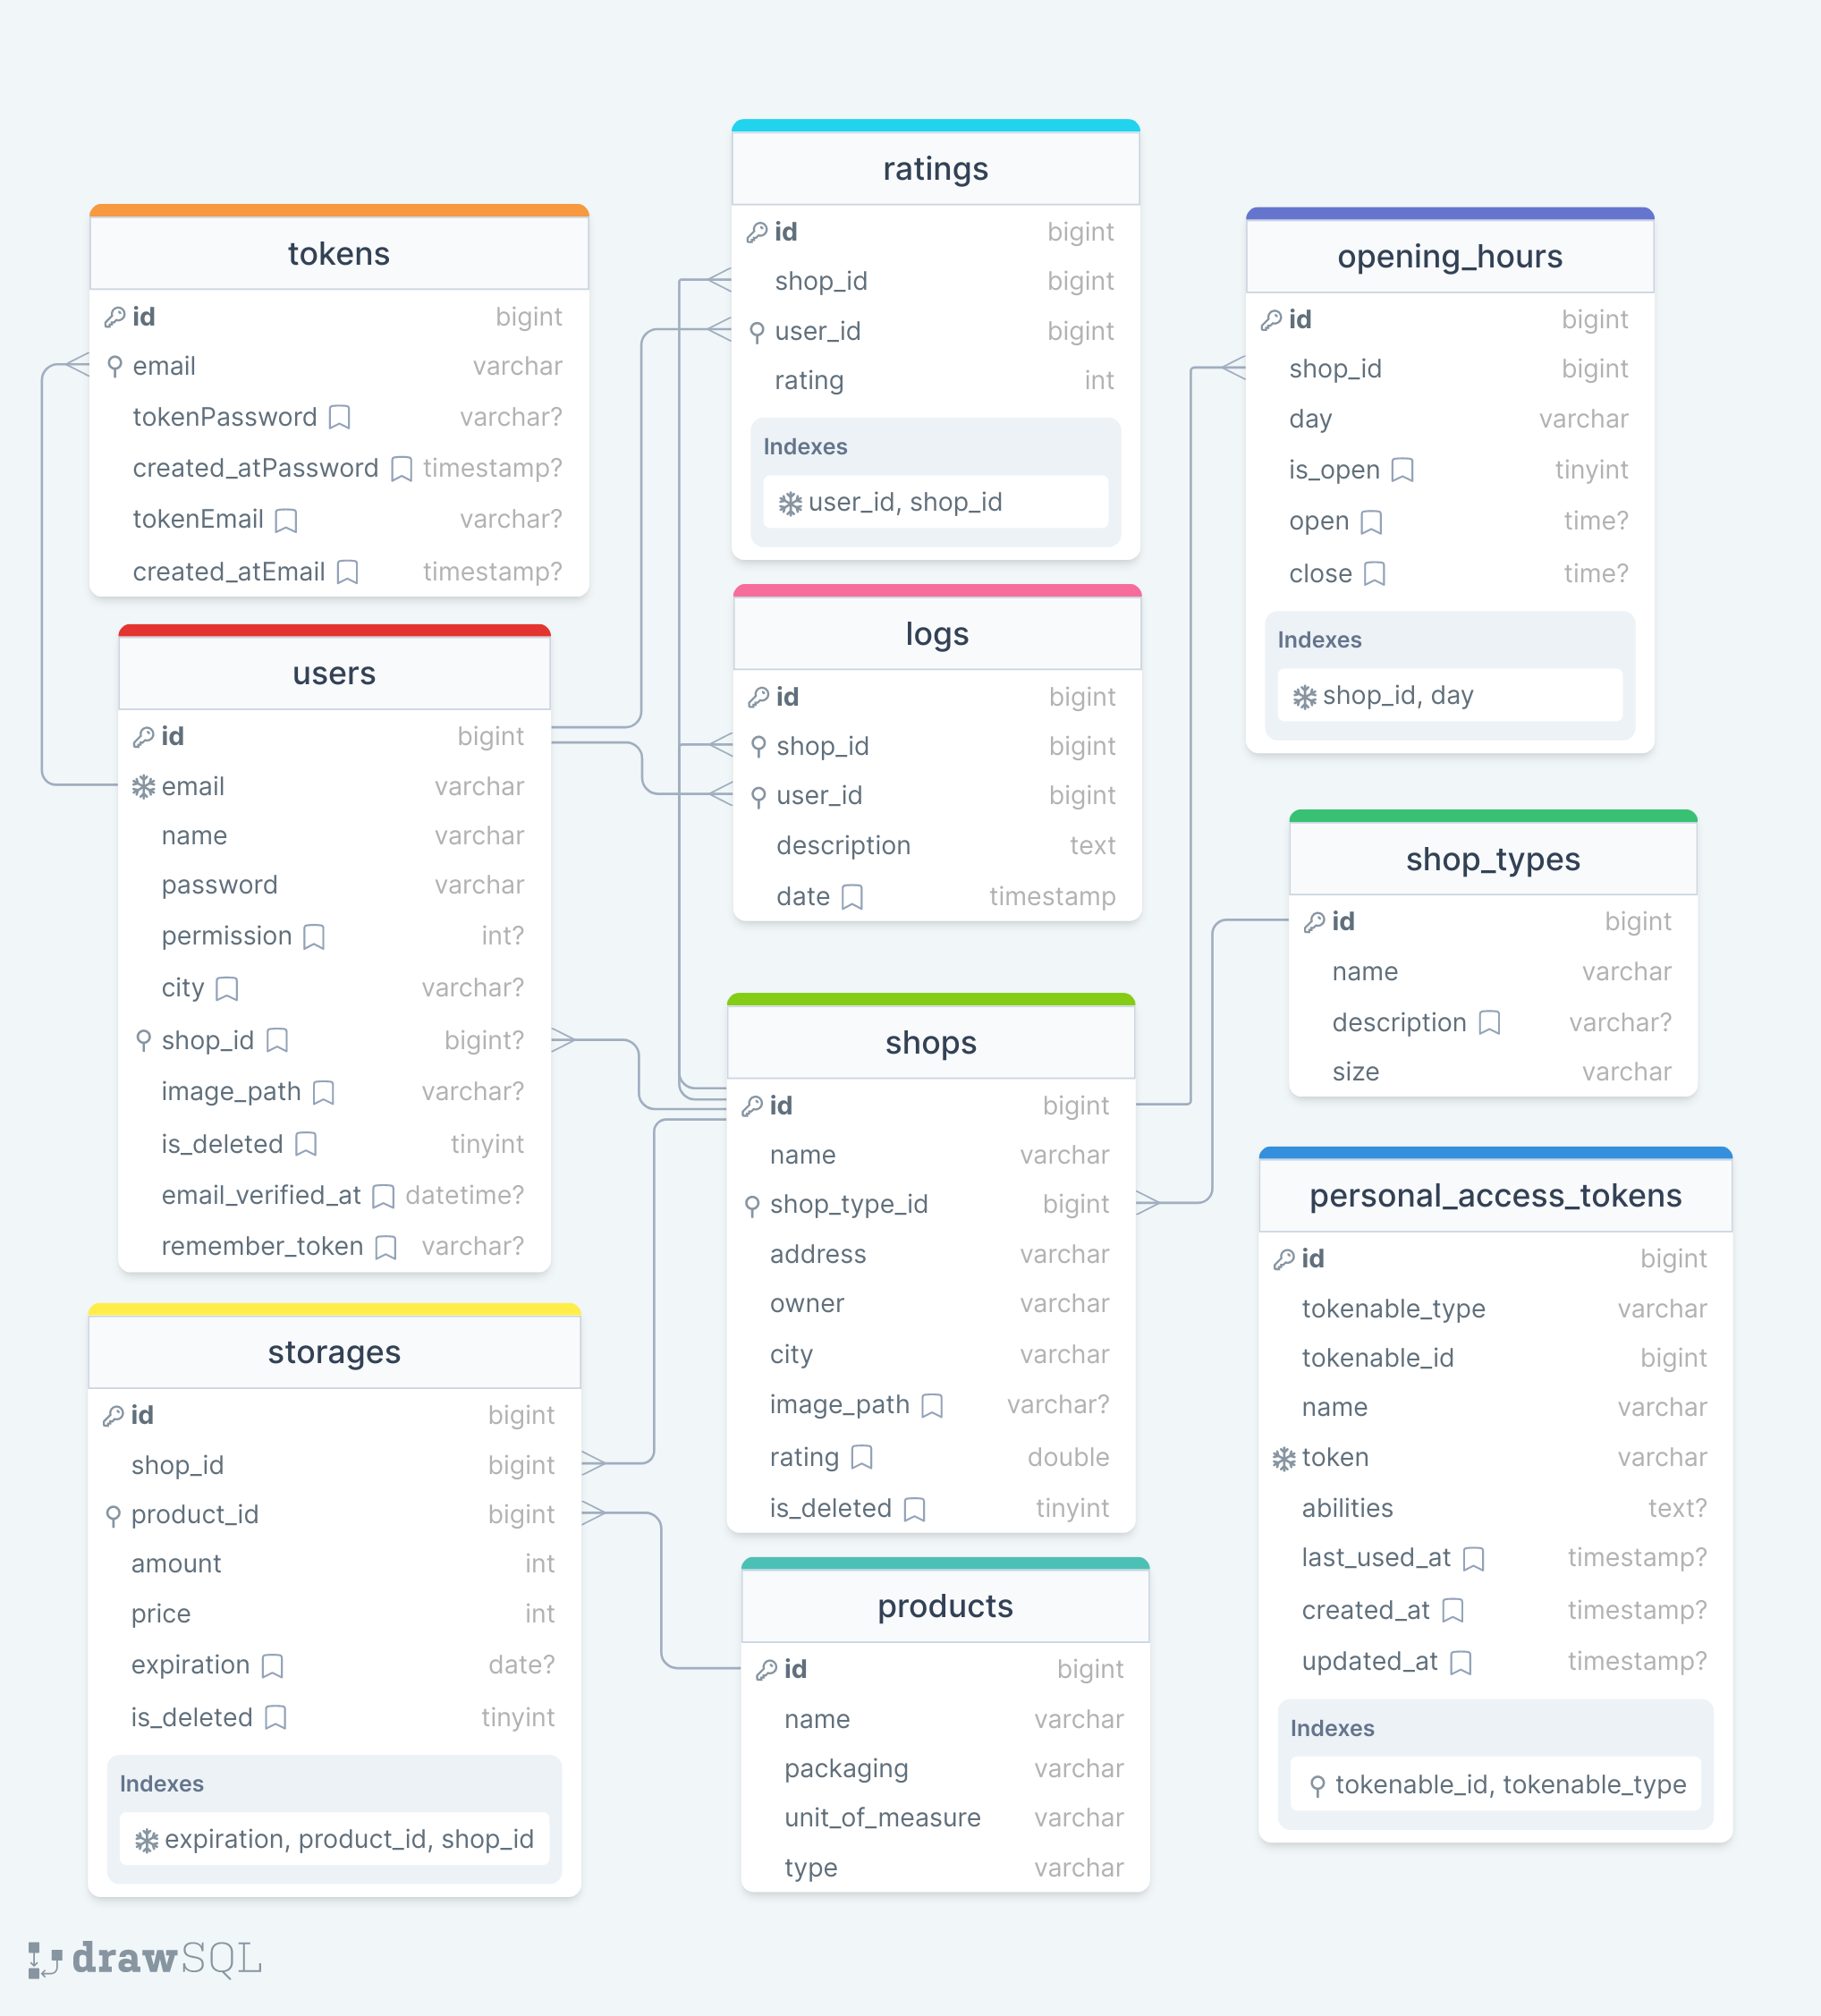 tokens
id bigint
email varchar
tokenPassword varchar?
created_atPassword timestamp?
tokenEmail varchar?
created_atEmail timestamp?
users
id bigint
email varchar
name varchar
password varchar
permission int?
city varchar?
shop_id bigint?
image_path varchar?
is_deleted tinyint
email_verified_at datetime?
remember_token varchar?
storages
id bigint
shop_id bigint
product_id bigint
amount int
price int
expiration date?
is_deleted tinyint
Indexes
expiration, product_id, shop_id
ratings
id bigint
shop_id bigint
user_id bigint
rating int
Indexes
user_id, shop_id
logs
id bigint
shop_id bigint
user_id bigint
description text
date timestamp
shops
id bigint
name varchar
shop_type_id bigint
address varchar
owner varchar
city varchar
image_path varchar?
rating double
is_deleted tinyint
products
id bigint
name varchar
packaging varchar
unit_of_measure varchar
type varchar
opening_hours
id bigint
shop_id bigint
day varchar
is_open tinyint
open time?
close time?
Indexes
shop_id, day
shop_types
id bigint
name varchar
description varchar?
size varchar
personal_access_tokens
id bigint
tokenable_type varchar
tokenable_id bigint
name varchar
token varchar
abilities text?
last_used_at timestamp?
created_at timestamp?
updated_at timestamp?
Indexes
tokenable_id, tokenable_type
drawSQL